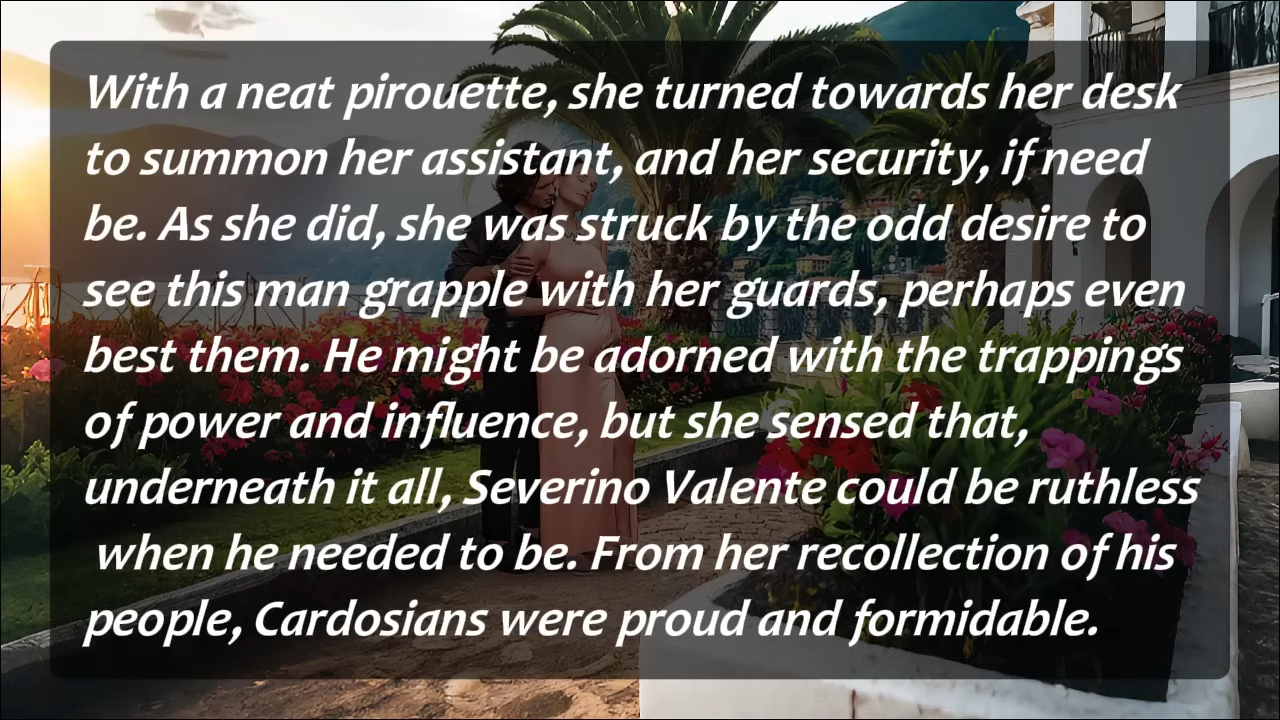 With a neat pirouette, she turned towards her desk
to summon her assistant, and her security, if need
be. As she did, she was struck by the odd desire to
see this man grapple with her guards, perhaps even
best them. He might be adorned with the trappings
of power and influence, but she sensed that,
underneath it all, Severino Valente could be ruthless
when he needed to be. From her recollection of his
people, Cardosians were proud and formidable.